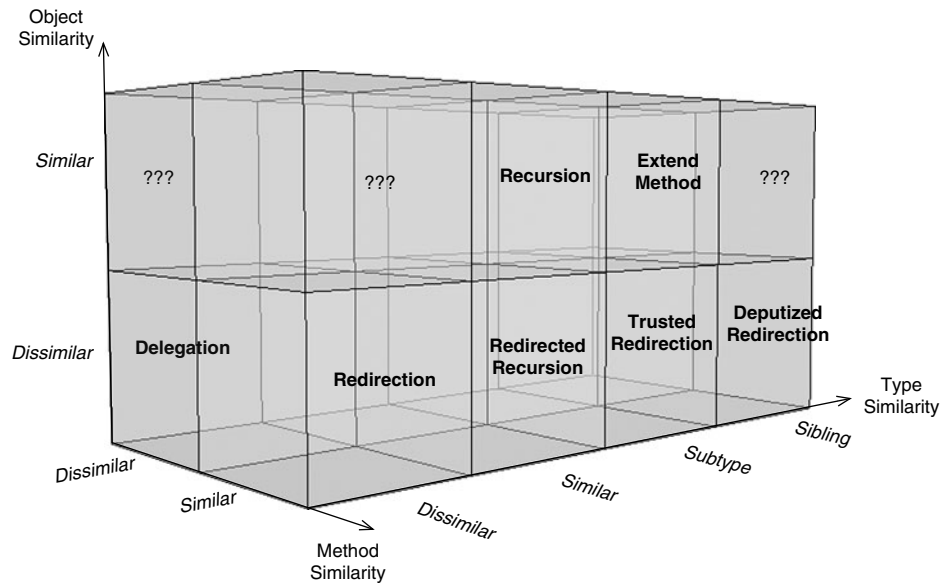 Object
Similarity
Similar
???
???
Recursion
Extend
Method
???
Dissimilar
Delegation
Redirection
Redirected
Recursion
Trusted
Redirection
Deputized
Redirection
Type
Similarity
Dissimilar
Similar
Method
Similarity
Dissimilar
Similar
Subtype
Sibling